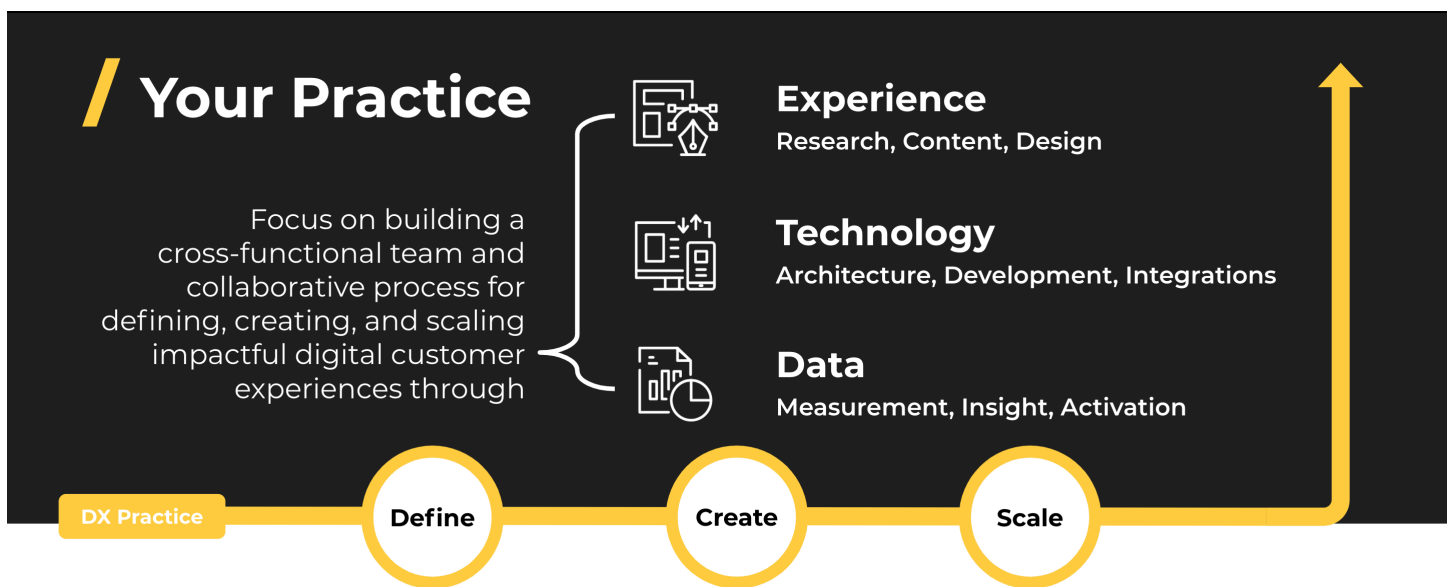 / Your Practice
Focus on building a
cross-functional team and
collaborative process for
defining, creating, and scaling
impactful digital customer
experiences through
Experience
Research, Content, Design
Technology
Architecture, Development, Integrations
Data
Measurement, Insight, Activation
DX Practice
Define
Create
Scale